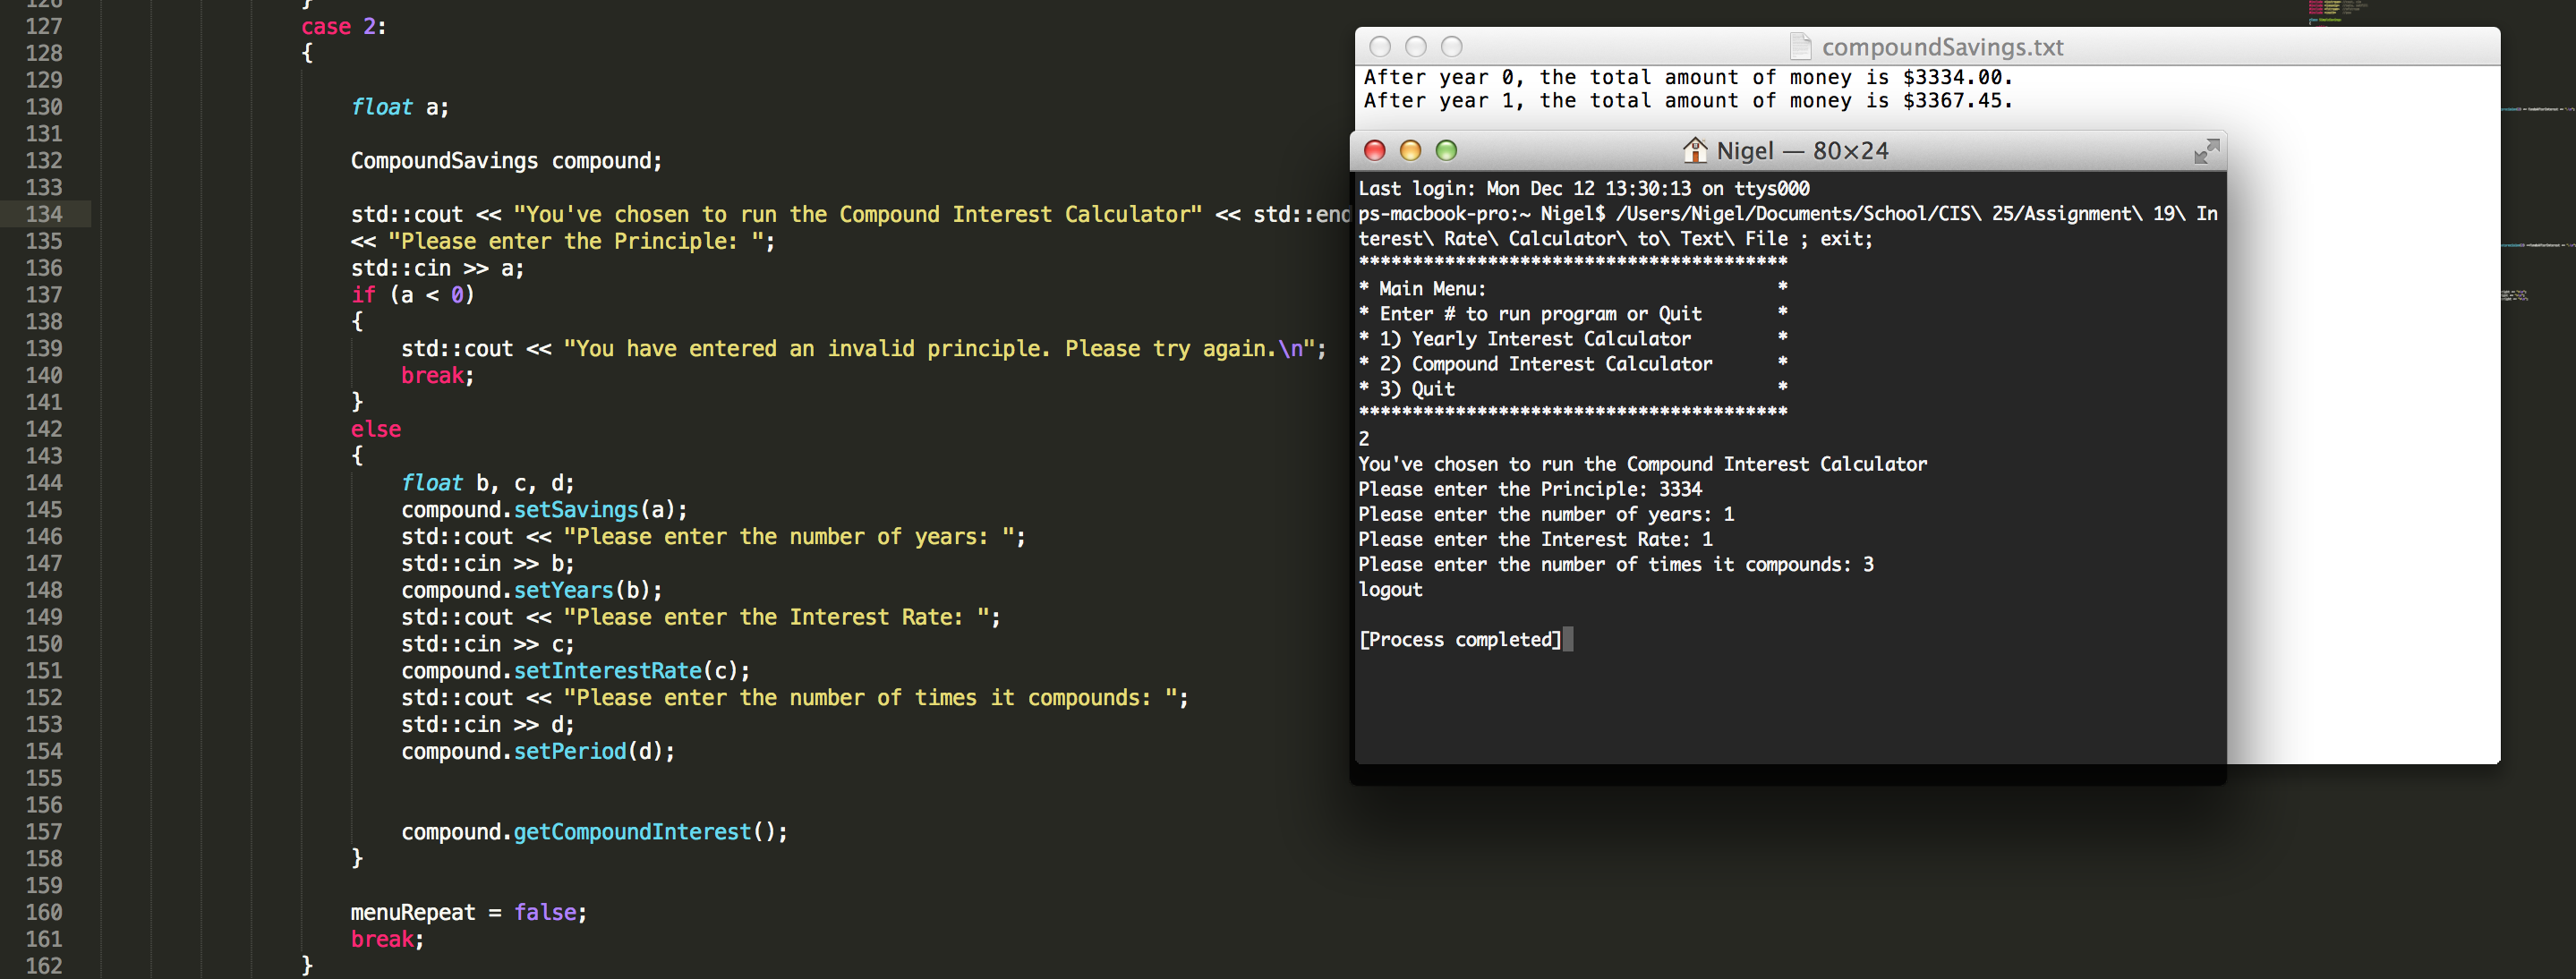 126 }
127 case 2:
128 {
129
130 float a;
131
132 CompoundSavings compound;
133
134 std::cout << "You've chosen to run the Compound Interest Calculator" << std::end
135 << "Please enter the Principle: ";
136 std::cin >> a;
137 if (a < 0)
138 {
139 std::cout << "You have entered an invalid principle. Please try again.\n";
140 break;
141 }
142 else
143 {
144 float b, c, d;
145 compound.setSavings(a);
146 std::cout << "Please enter the number of years: ";
147 std::cin >> b;
148 compound.setYears(b);
149 std::cout << "Please enter the Interest Rate: ";
150 std::cin >> c;
151 compound.setInterestRate(c);
152 std::cout << "Please enter the number of times it compounds: ";
153 std::cin >> d;
154 compound.setPeriod(d);
155
156
157 compound.getCompoundInterest();
158 }
159
160 menuRepeat = false;
161 break;
162 }
compoundSavings.txt
After year 0, the total amount of money is $3334.00.
After year 1, the total amount of money is $3367.45.
Nigel — 80×24
Last login: Mon Dec 12 13:30:13 on ttys000
ps-macbook-pro:~ Nigel$ /Users/Nigel/Documents/School/CIS\ 25/Assignment\ 19\ In
terest\ Rate\ Calculator\ to\ Text\ File ; exit;
****************************************
* Main Menu:                           *
* Enter # to run program or Quit       *
* 1) Yearly Interest Calculator        *
* 2) Compound Interest Calculator      *
* 3) Quit                              *
****************************************
2
You've chosen to run the Compound Interest Calculator
Please enter the Principle: 3334
Please enter the number of years: 1
Please enter the Interest Rate: 1
Please enter the number of times it compounds: 3
logout
[Process completed]